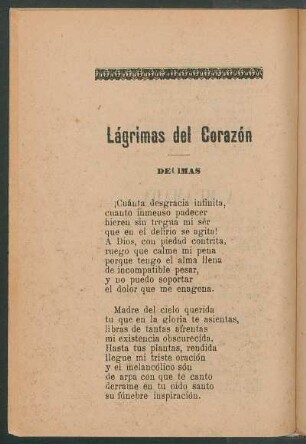 Lágrimas del Corazón
DECIMAS
¡Cuánta desgracia infinita,
cuanto inmenso padecer
hieren sin tregua mi sér
que en el delirio se agita!
A Dios, con piedad contrita,
ruego que calme mi pena
porque tengo el alma llena
de incompatible pesar,
y no puedo soportar
el dolor que me enagena.
Madre del cielo querida
tu que en la gloria te asientas,
libras de tantas afrentas
mi existencia obscurecida,
Hasta tus plantas, rendida
llegue mi triste oración
y el melancólico són
de arpa con que te canto
derrame en tu oido santo
su fúnebre inspiración.